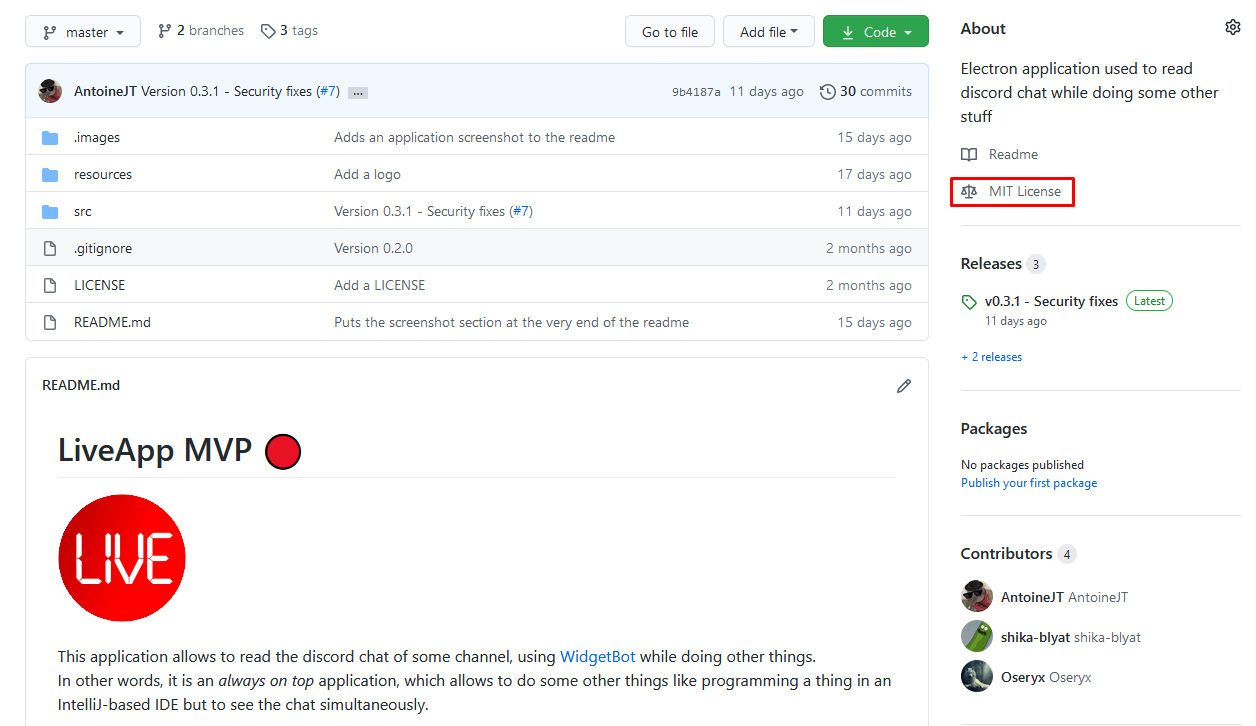 master
2 branches
3 tags
Go to file
Add file
Code
AntoineJT Version 0.3.1 - Security fixes (#7) ...
9b4187a 11 days ago
30 commits
.images Adds an application screenshot to the readme 15 days ago
resources Add a logo 17 days ago
src Version 0.3.1 - Security fixes (#7) 11 days ago
.gitignore Version 0.2.0 2 months ago
LICENSE Add a LICENSE 2 months ago
README.md Puts the screenshot section at the very end of the readme 15 days ago
README.md
LiveApp MVP
LIVE
This application allows to read the discord chat of some channel, using WidgetBot while doing other things.
In other words, it is an always on top application, which allows to do some other things like programming a thing in an
IntelliJ-based IDE but to see the chat simultaneously.
About
Electron application used to read
discord chat while doing some other
stuff
Readme
MIT License
Releases 3
v0.3.1 - Security fixes Latest
11 days ago
+ 2 releases
Packages
No packages published
Publish your first package
Contributors 4
AntoineJT AntoineJT
shika-blyat shika-blyat
Oseryx Oseryx